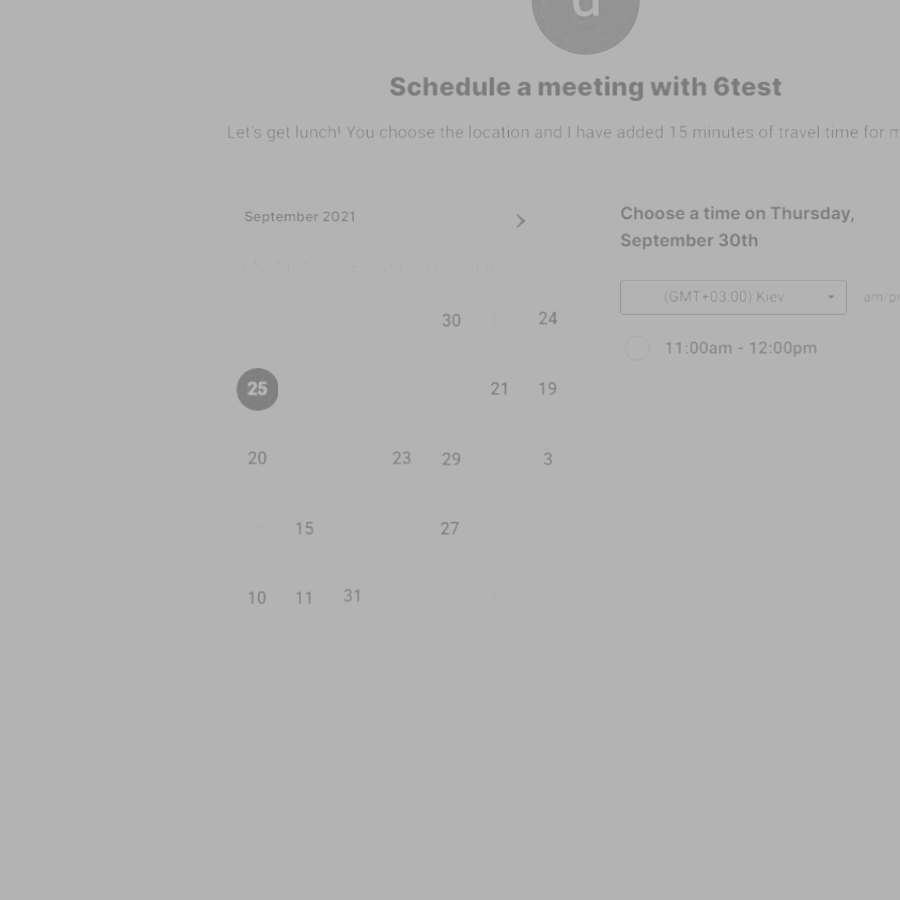 d
Schedule a meeting with 6test
Let's get lunch! You choose the location and I have added 15 minutes of travel time for
September 2021
Choose a time on Thursday,
September 30th
(GMT+03:00) Kiev
30 24
11:00am - 12:00pm
25 21 19
20 23 29 3
15 27
10 11 31